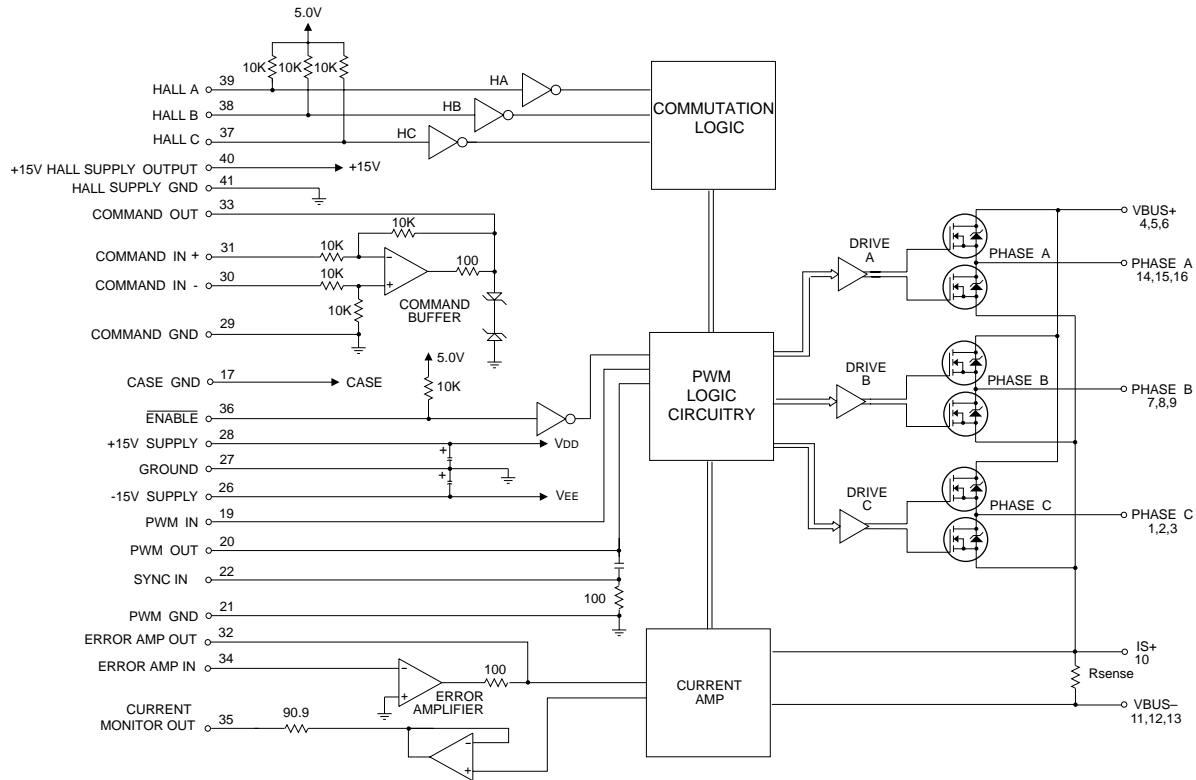 5.0V
10K 10K 10K
HALL A 39
HA
HALL B 38
HB
HALL C 37
HC
COMMUTATION
LOGIC
+15V HALL SUPPLY OUTPUT 40
+15V
HALL SUPPLY GND 41
COMMAND OUT 33
10K
COMMAND IN + 31
10K
-
100
COMMAND IN - 30
10K
+
10K
COMMAND
BUFFER
COMMAND GND 29
5.0V
10K
CASE GND 17
CASE
ENABLE 36
+15V SUPPLY 28
+
VDD
GROUND 27
+
-15V SUPPLY 26
VEE
PWM IN 19
PWM OUT 20
SYNC IN 22
100
PWM GND 21
PWM
LOGIC
CIRCUITRY
DRIVE
A
PHASE A
VBUS+
4,5,6
PHASE A
14,15,16
DRIVE
B
PHASE B
PHASE B
7,8,9
DRIVE
C
PHASE C
PHASE C
1,2,3
ERROR AMP OUT 32
ERROR AMP IN 34
-
100
+
ERROR
AMPLIFIER
CURRENT
MONITOR OUT 35
90.9
-
+
CURRENT
AMP
IS+
10
Rsense
VBUS–
11,12,13